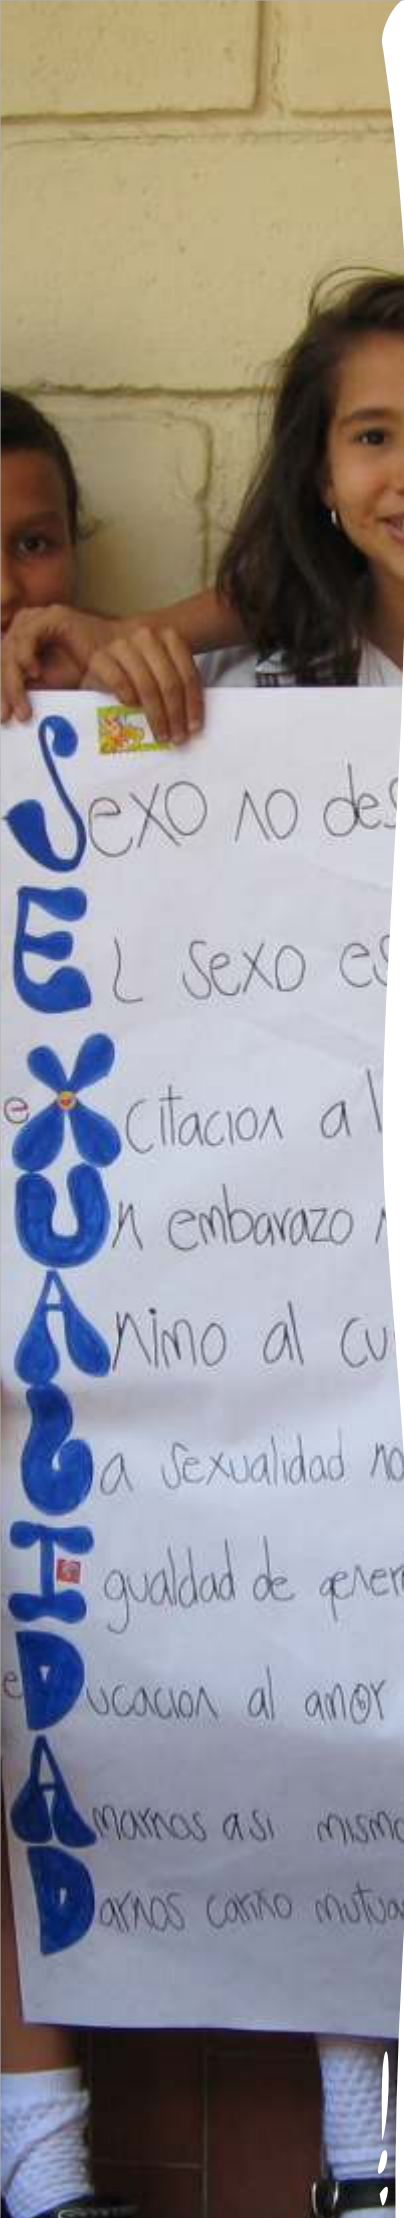 Sexo no des
El sexo es
eXcitacion a l
Un embarazo
Animo al cu
La sexualidad no
Igualdad de gener
eDucacion al amor
Amarnos asi mismo
Darnos cariño mutua